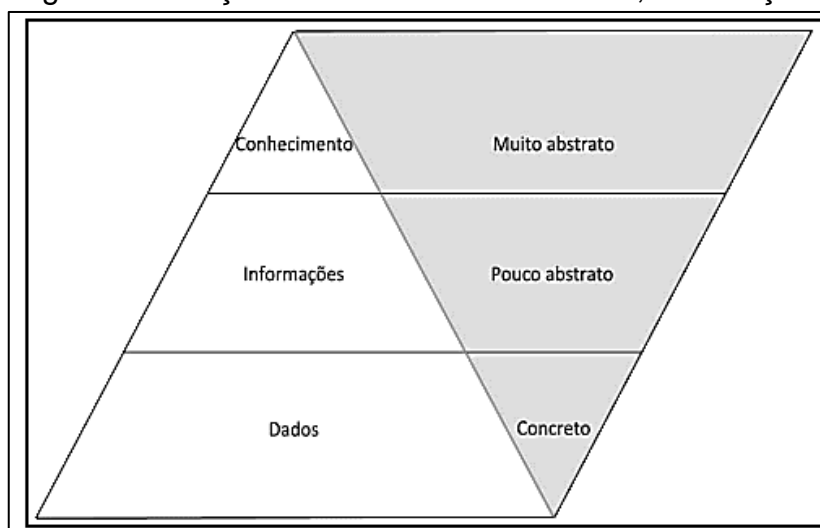 Conhecimento
Muito abstrato
Informações
Pouco abstrato
Dados
Concreto